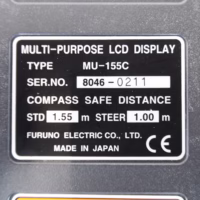 MULTI-PURPOSE LCD DISPLAY
TYPE MU-155C
SER.NO. 8046-0211
COMPASS SAFE DISTANCE
STD 1.55 m STEER 1.00 m
FURUNO ELECTRIC CO., LTD.
MADE IN JAPAN CE